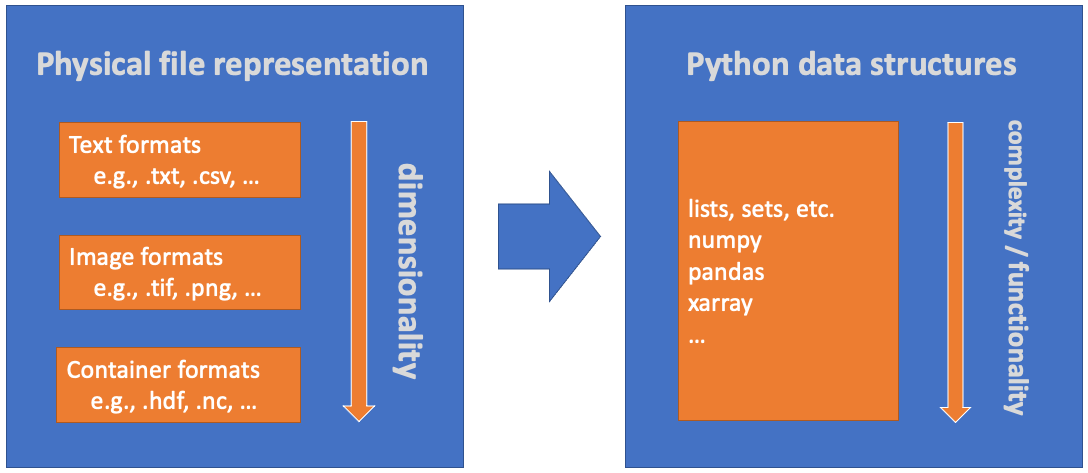 Physical file representation
Text formats
e.g., .txt, .csv, ...
Image formats
e.g., .tif, .png, ...
Container formats
e.g., .hdf, .nc, ...
dimensionality
Python data structures
lists, sets, etc.
numpy
pandas
xarray
...
complexity / functionality